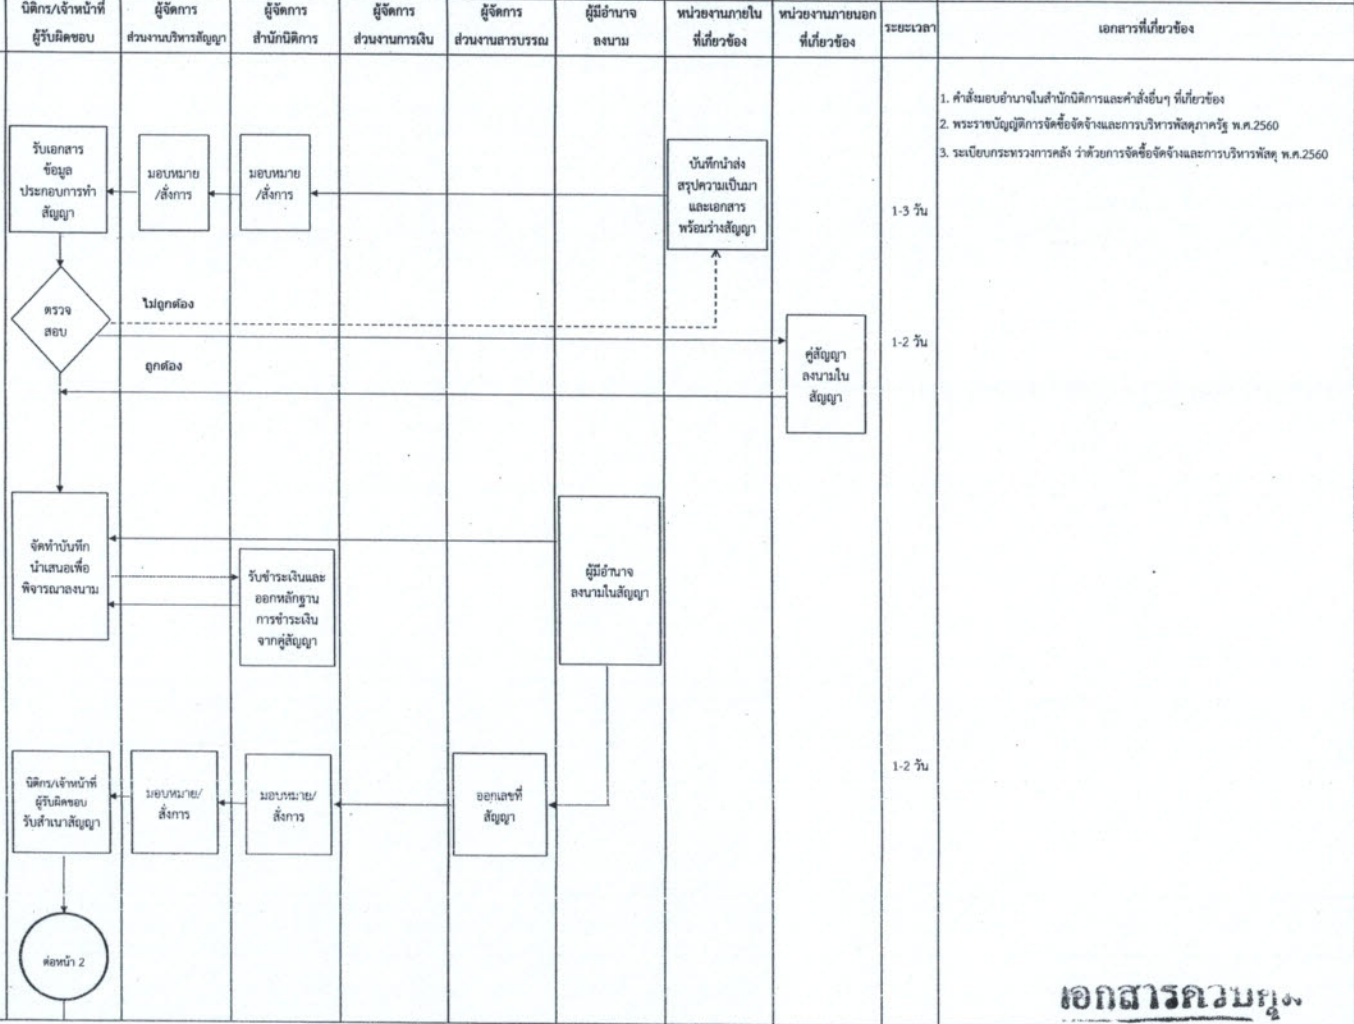 นิติกร/เจ้าหน้าที่
ผู้รับผิดชอบ
ผู้จัดการ
ส่วนงานบริหารสัญญา
ผู้จัดการ
สำนักนิติการ
ผู้จัดการ
ส่วนงานการเงิน
ผู้จัดการ
ส่วนงานสารบรรณ
ผู้มีอำนาจ
ลงนาม
หน่วยงานภายใน
ที่เกี่ยวข้อง
หน่วยงานภายนอก
ที่เกี่ยวข้อง
ระยะเวลา
เอกสารที่เกี่ยวข้อง
1. คำสั่งมอบอำนาจในสำนักนิติการและคำสั่งอื่นๆ ที่เกี่ยวข้อง
2. พระราชบัญญัติการจัดซื้อจัดจ้างและการบริหารพัสดุภาครัฐ พ.ศ.2560
3. ระเบียบกระทรวงการคลัง ว่าด้วยการจัดซื้อจัดจ้างและการบริหารพัสดุ พ.ศ.2560
รับเอกสาร
ข้อมูล
ประกอบการทำ
สัญญา
มอบหมาย
/สั่งการ
มอบหมาย
/สั่งการ
บันทึกนำส่ง
สรุปความเป็นมา
และเอกสาร
พร้อมร่างสัญญา
1-3 วัน
ตรวจ
สอบ
ไม่ถูกต้อง
ถูกต้อง
คู่สัญญา
ลงนามใน
สัญญา
1-2 วัน
จัดทำบันทึก
นำเสนอเพื่อ
พิจารณาลงนาม
รับชำระเงินและ
ออกหลักฐาน
การชำระเงิน
จากคู่สัญญา
ผู้มีอำนาจ
ลงนามในสัญญา
นิติกร/เจ้าหน้าที่
ผู้รับผิดชอบ
รับสำเนาสัญญา
มอบหมาย/
สั่งการ
มอบหมาย/
สั่งการ
ออกเลขที่
สัญญา
1-2 วัน
ต่อหน้า 2
เอกสารควบคุม